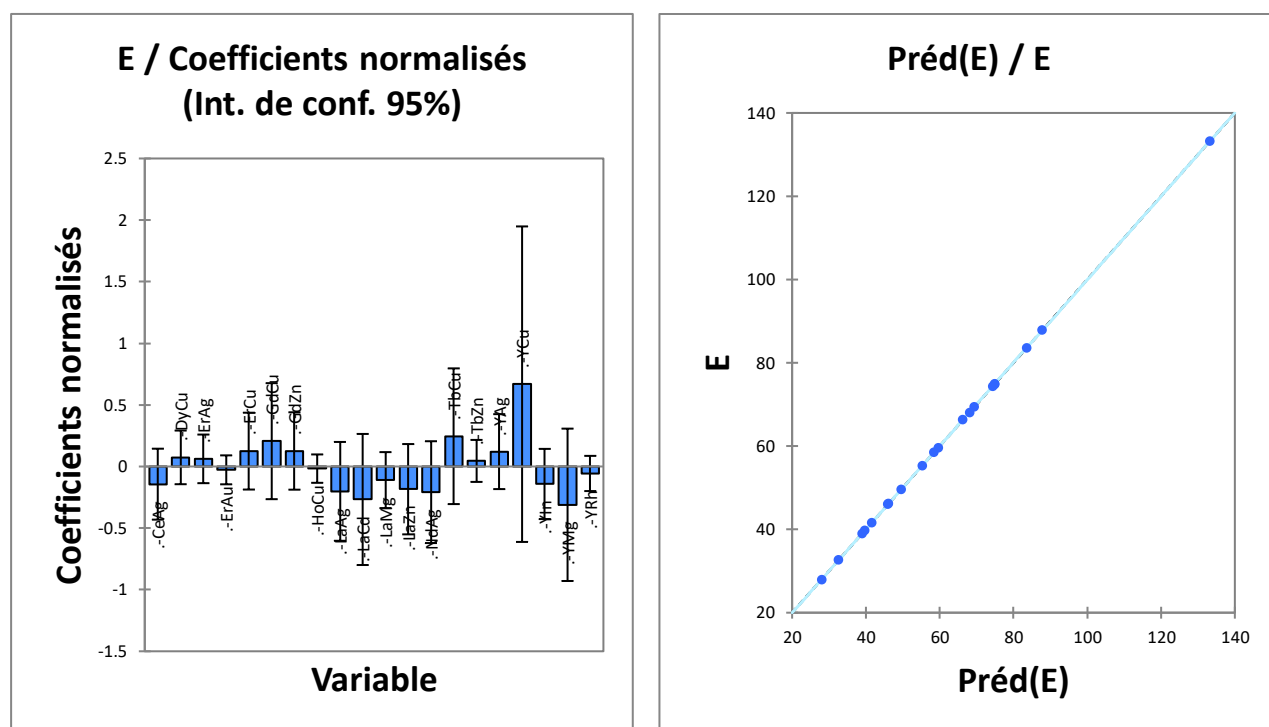 E / Coefficients normalisés
(Int. de conf. 95%)
Coefficients normalisés
2.5
2
1.5
1
0.5
0
-0.5
-1
-1.5
.-CeAg
.-DyCu
.-ErAg
.-ErAu
.-ErCu
.-GdCu
.-GdZn
.-HoCu
.-LaAg
.-LaCd
.-LaMg
.-LaZn
.-NdAg
.-TbCu
.-TbZn
.-YAg
.-YCu
.-YIn
.-YMg
.-YRH
Variable
Préd(E) / E
E
140
120
100
80
60
40
20
20 40 60 80 100 120 140
Préd(E)